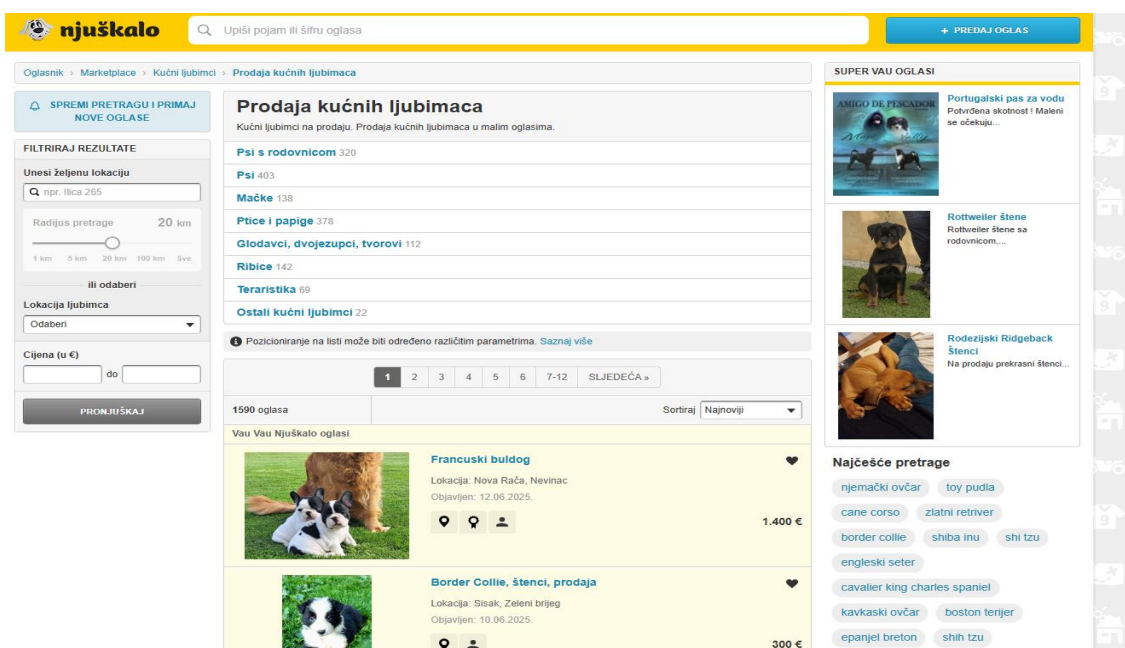 njuškalo
Upiši pojam ili šifru oglasa
+ PREDAJ OGLAS
Oglasnik › Marketplace › Kućni ljubimci › Prodaja kućnih ljubimaca
SPREMI PRETRAGU I PRIMAJ
NOVE OGLASE
FILTRIRAJ REZULTATE
Unesi željenu lokaciju
npr. Ilica 265
Radijus pretrage 20 km
1 km 5 km 20 km 100 km Sve
ili odaberi
Lokacija ljubimca
Odaberi
Cijena (u €)
do
PRONJUŠKAJ
Prodaja kućnih ljubimaca
Kućni ljubimci na prodaju. Prodaja kućnih ljubimaca u malim oglasima.
Psi s rodovnicom 320
Psi 403
Mačke 138
Ptice i papige 378
Glodavci, dvojezupci, tvorovi 112
Ribice 142
Teraristika 69
Ostali kućni ljubimci 22
Pozicioniranje na listi može biti određeno različitim parametrima. Saznaj više
1 2 3 4 5 6 7-12 SLJEDEĆA »
1590 oglasa
Sortiraj Najnoviji
Vau Vau Njuškalo oglasi
Francuski buldog
Lokacija: Nova Rača, Nevinac
Objavljen: 12.06.2025.
1.400 €
Border Collie, štenci, prodaja
Lokacija: Sisak, Zeleni brijeg
Objavljen: 10.06.2025.
300 €
SUPER VAU OGLASI
AMIGO DE PESCADOR
Portugalski pas za vodu
Potvrđena skotnost ! Maleni
se očekuju...
Rottweiler štene
Rottweiler štene sa
rodovnicom,...
Rodezijski Ridgeback
Štenci
Na prodaju prekrasni štenci...
Najčešće pretrage
njemački ovčar toy pudla
cane corso zlatni retriver
border collie shiba inu shi tzu
engleski seter
cavalier king charles spaniel
kavkaski ovčar boston terijer
epanjel breton shih tzu